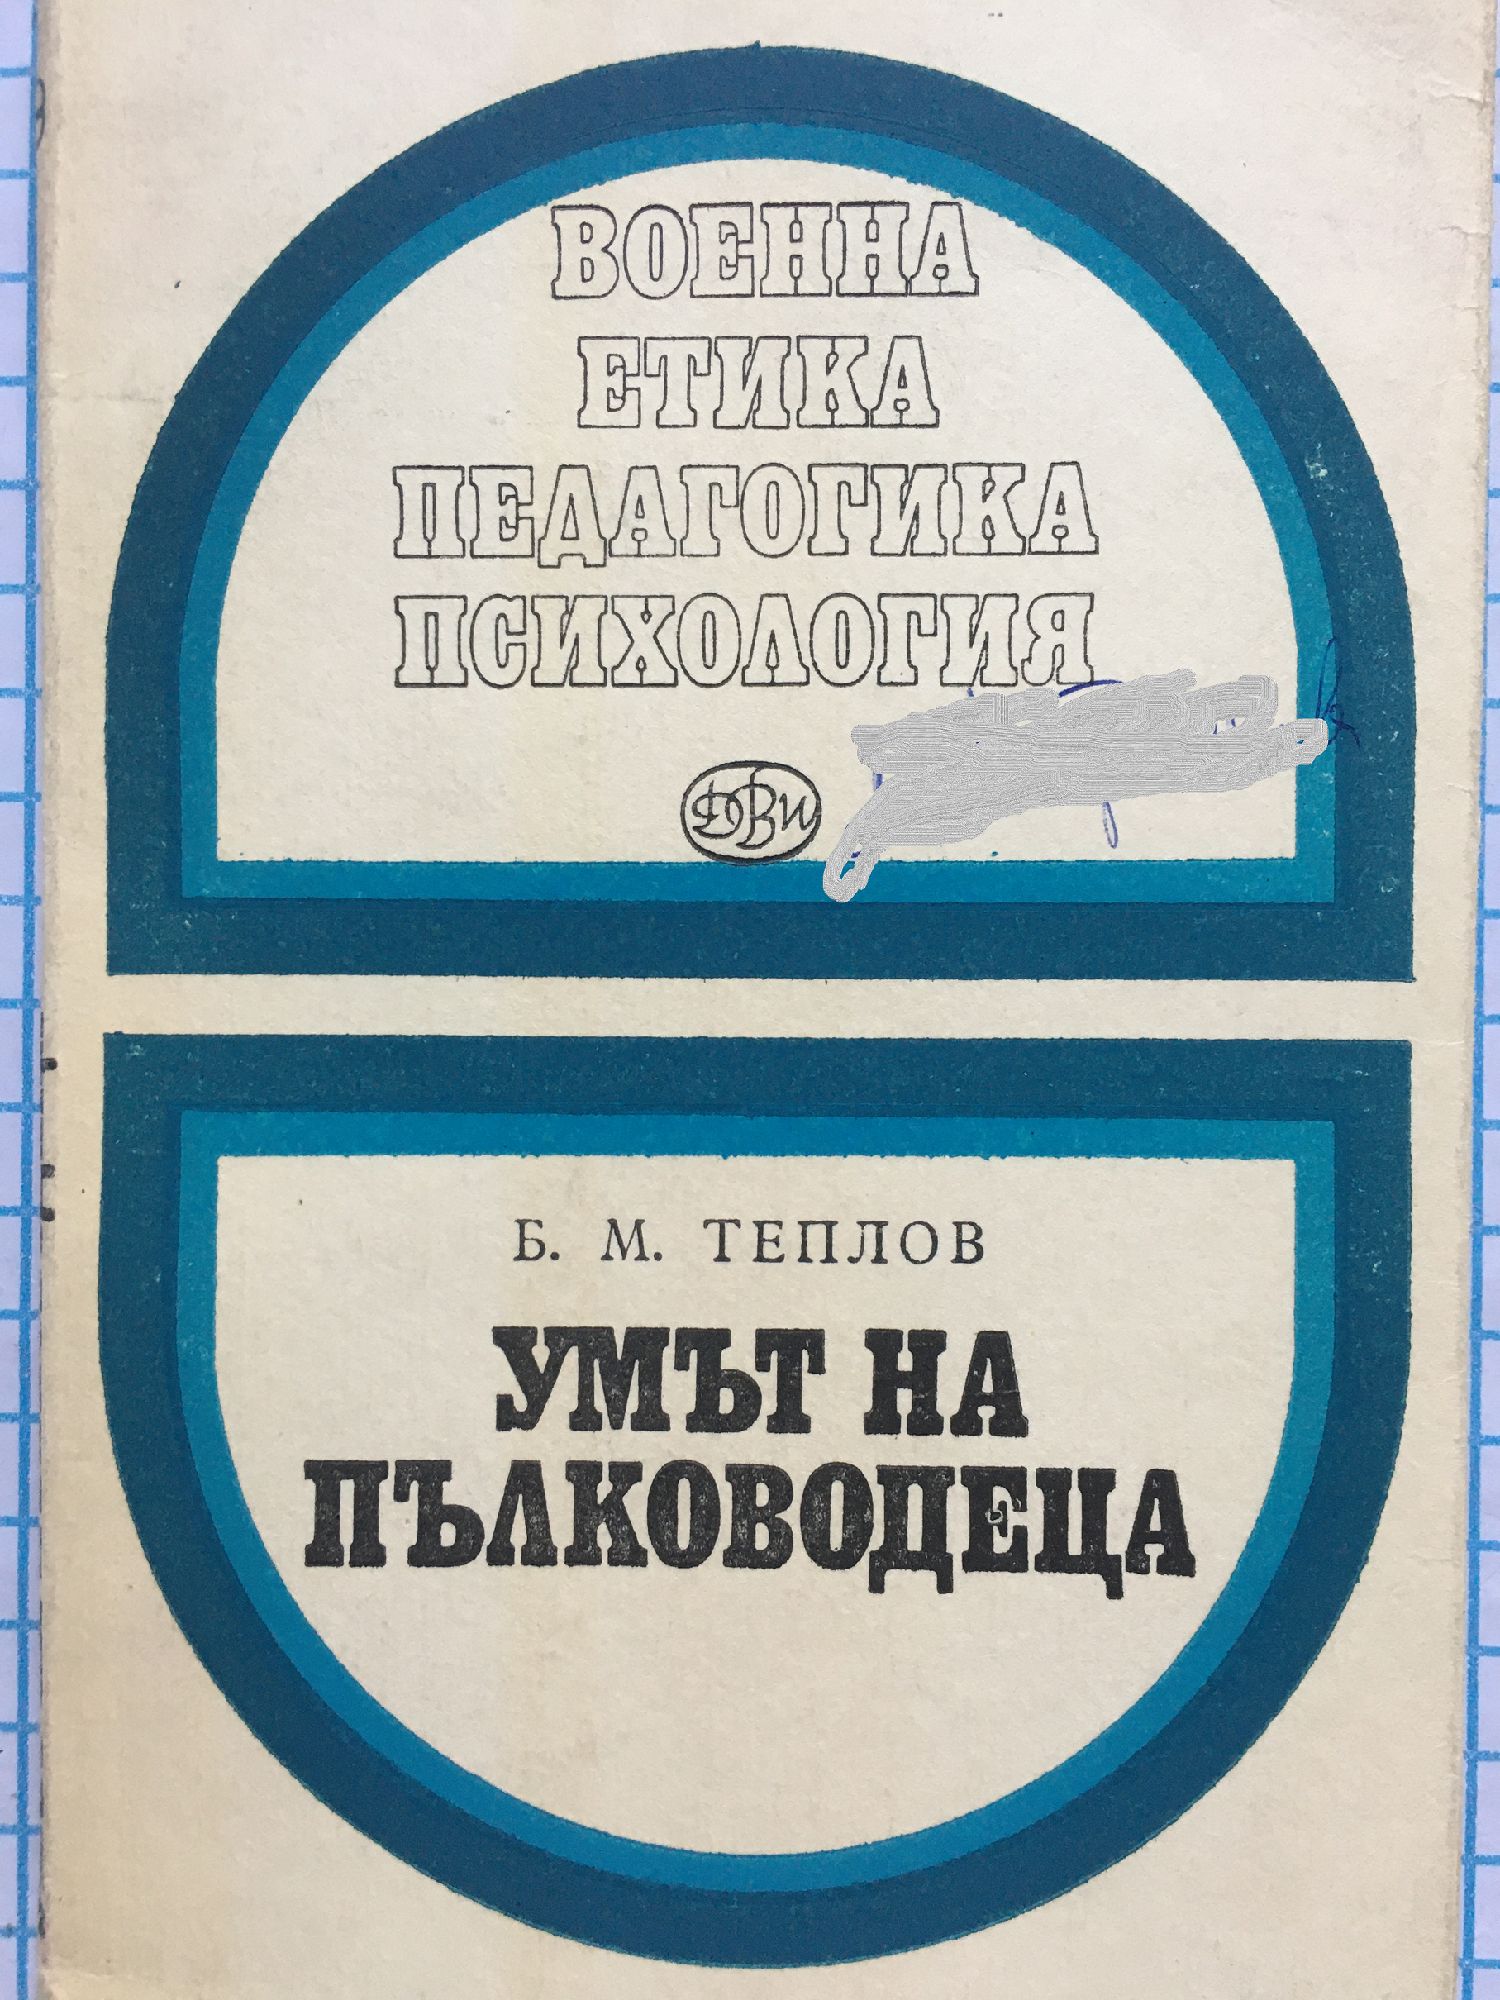 ВОЕННА
ЕТИКА
ПЕДАГОГИКА
ПСИХОЛОГИЯ
ДВИ
Б. М. ТЕПЛОВ
УМЪТ НА
ПЪЛКОВОДЕЦА